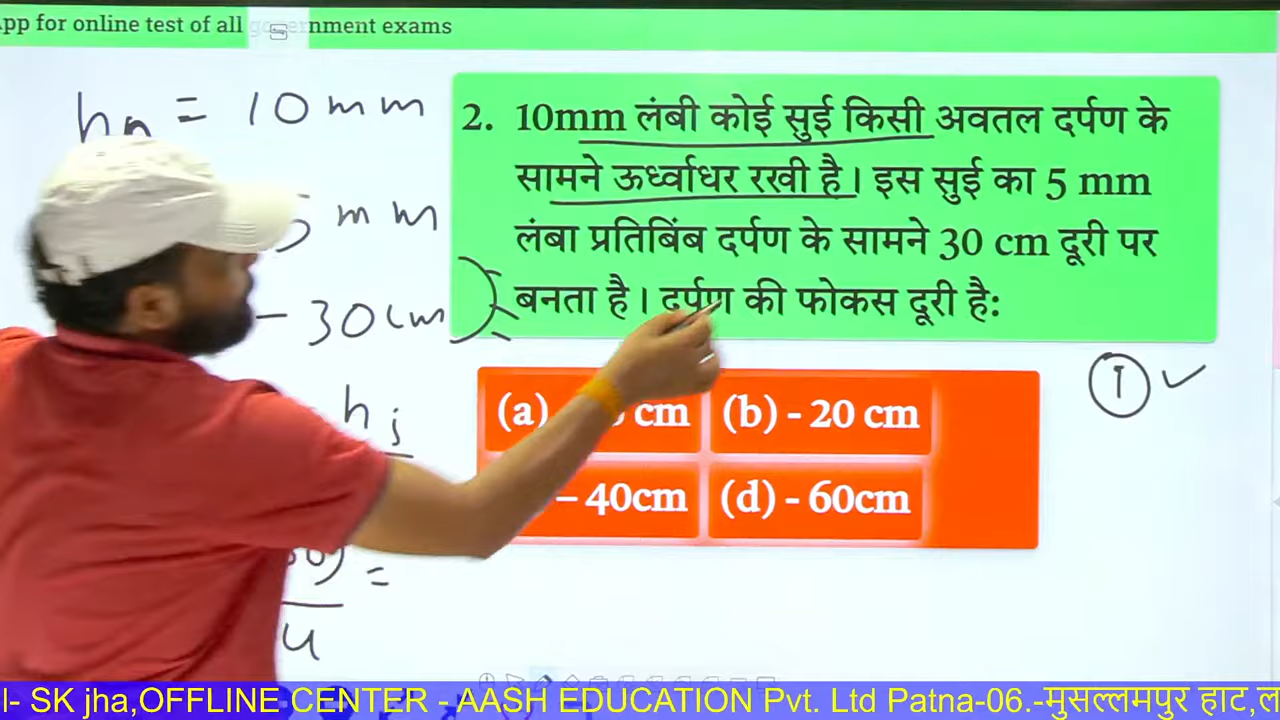 pp for online test of all government exams
hn = 10 mm
2. 10mm लंबी कोई सुई किसी अवतल दर्पण के
सामने ऊर्ध्वाधर रखी है। इस सुई का 5 mm
5 mm
लंबा प्रतिबिंब दर्पण के सामने 30 cm दूरी पर
- 30 cm
बनता है। दर्पण की फोकस दूरी है:
1
hi
(a) cm (b) - 20 cm
– 40cm (d) - 60cm
=
u
l- SK jha,OFFLINE CENTER - AASH EDUCATION Pvt. Ltd Patna-06.-मुसल्लमपुर हाट,ल